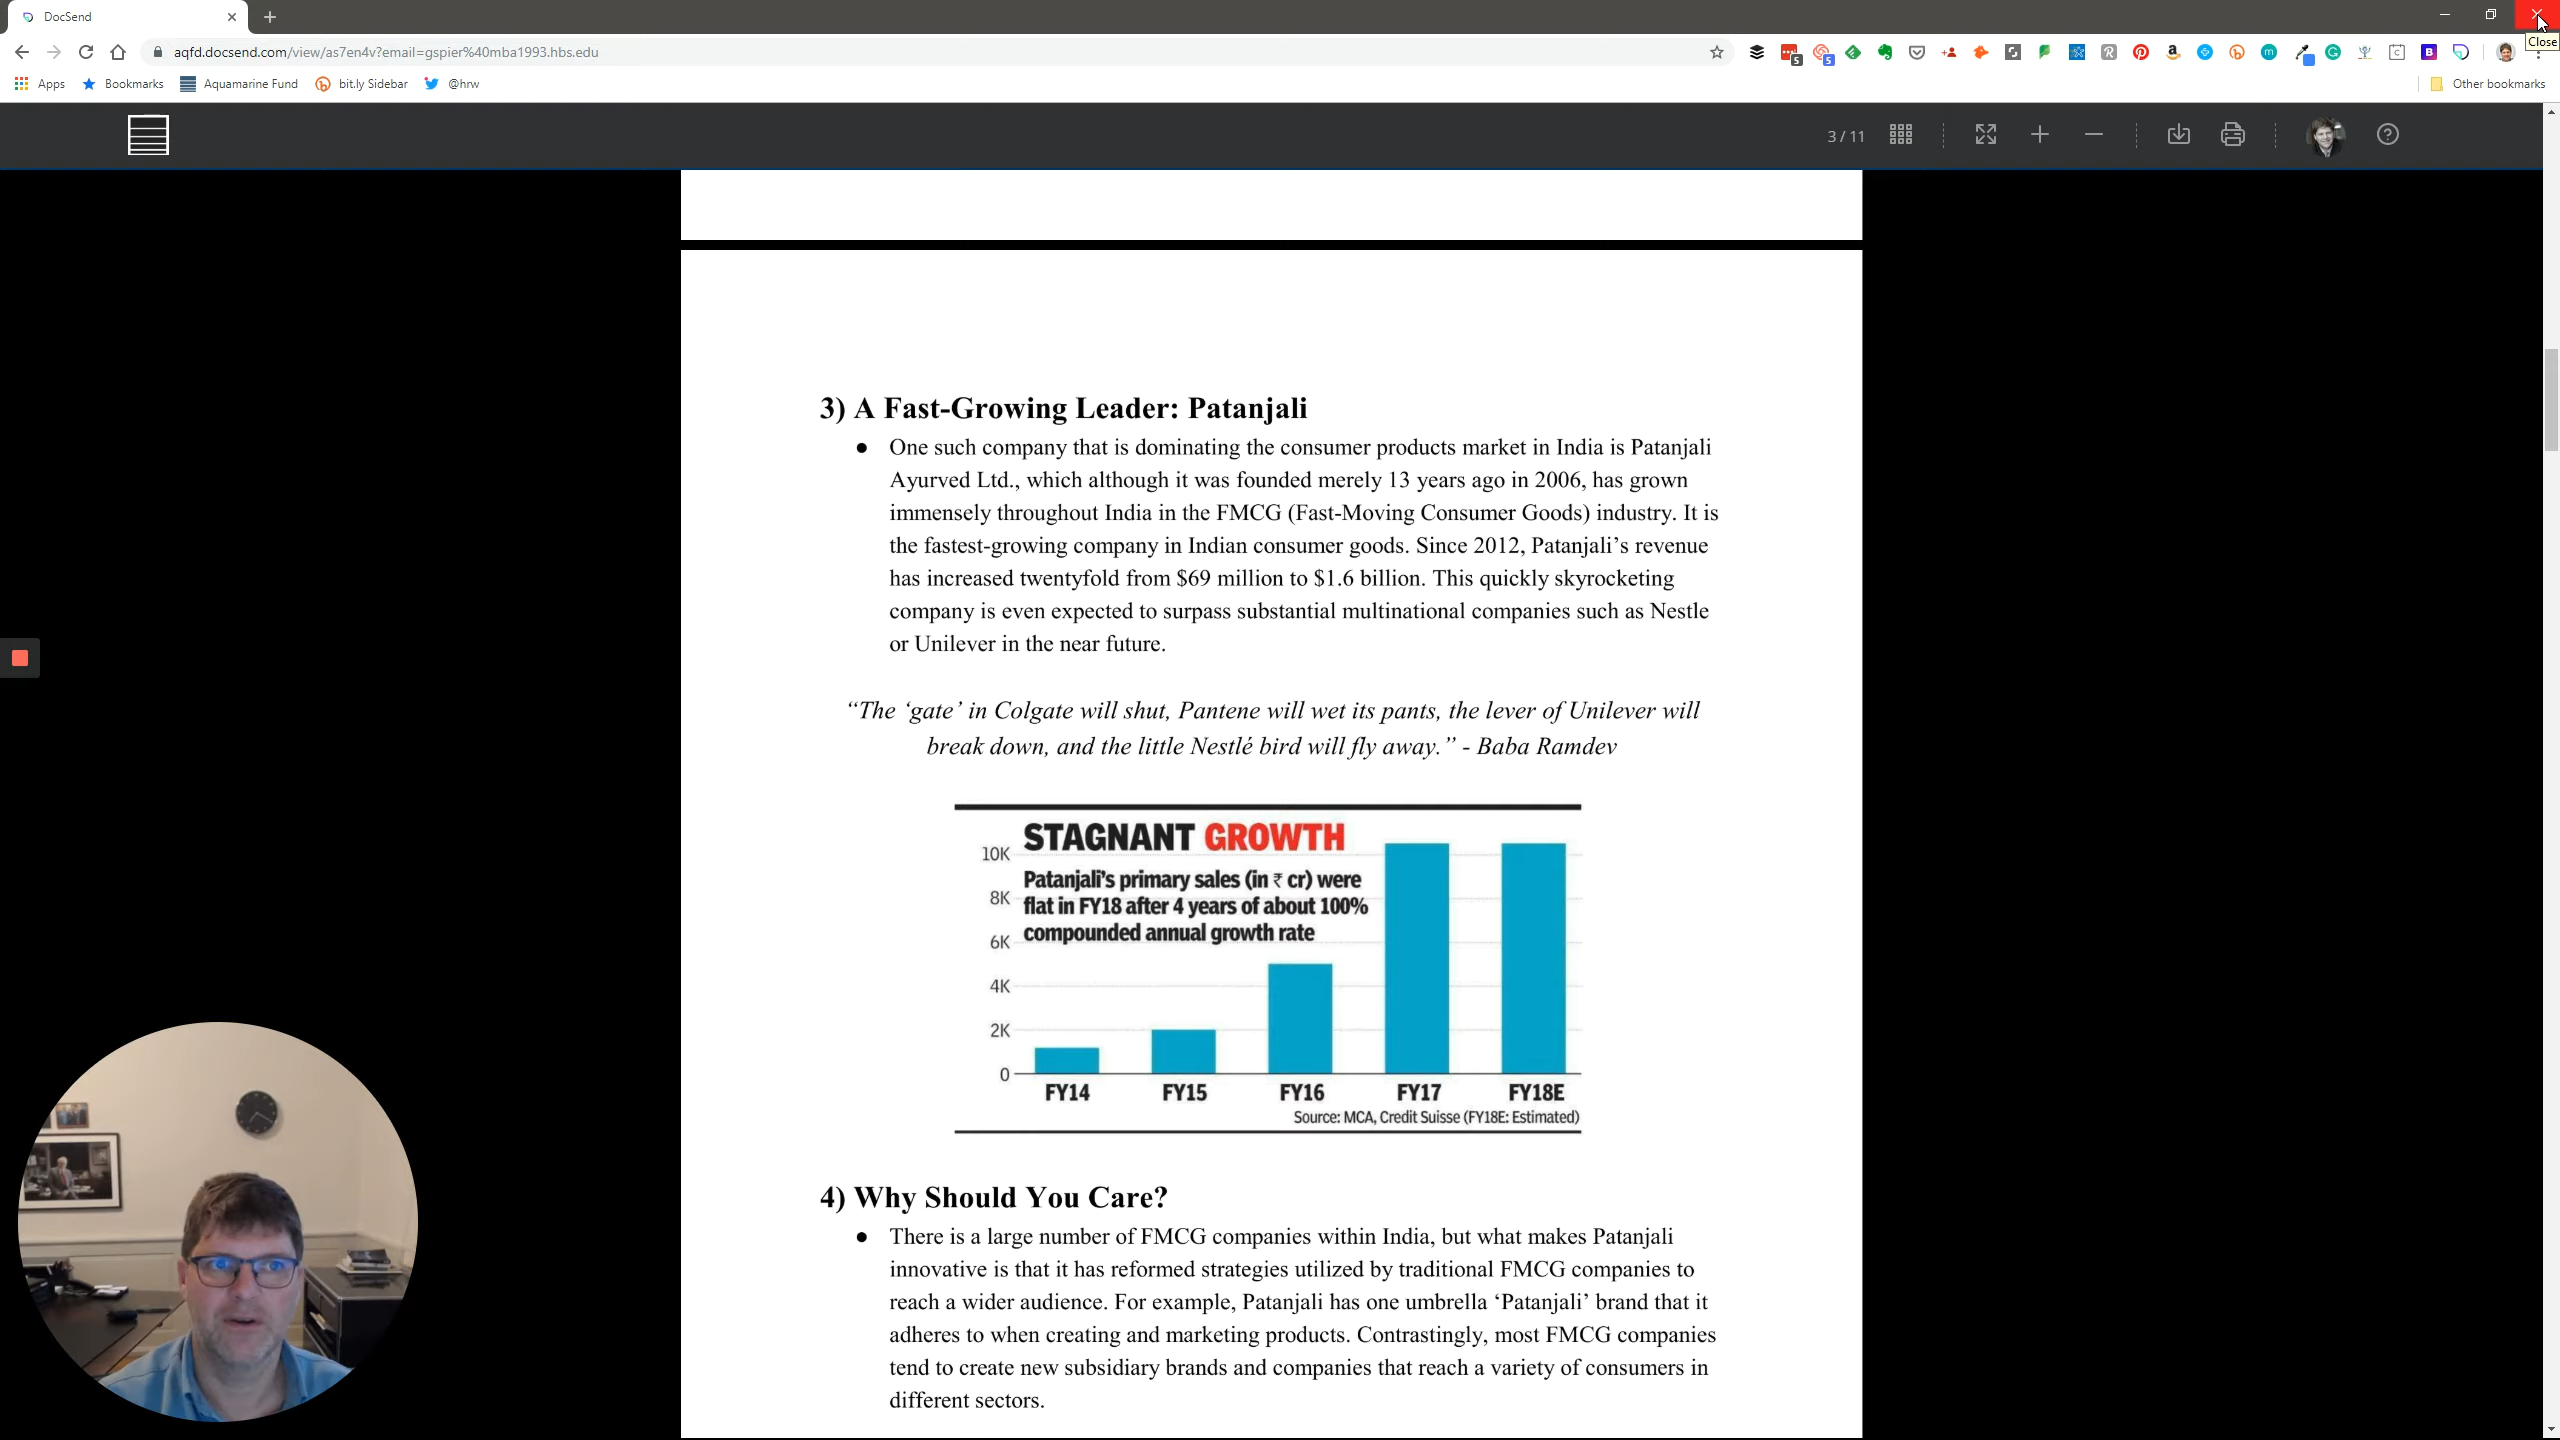 DocSend
aqfd.docsend.com/view/as7en4v?email=gspier%40mba1993.hbs.edu
Close
Apps
Bookmarks
Aquamarine Fund
bit.ly Sidebar
@hrw
Other bookmarks
3 / 11
3) A Fast-Growing Leader: Patanjali
● One such company that is dominating the consumer products market in India is Patanjali
Ayurved Ltd., which although it was founded merely 13 years ago in 2006, has grown
immensely throughout India in the FMCG (Fast-Moving Consumer Goods) industry. It is
the fastest-growing company in Indian consumer goods. Since 2012, Patanjali’s revenue
has increased twentyfold from $69 million to $1.6 billion. This quickly skyrocketing
company is even expected to surpass substantial multinational companies such as Nestle
or Unilever in the near future.
“The ‘gate’ in Colgate will shut, Pantene will wet its pants, the lever of Unilever will
break down, and the little Nestlé bird will fly away.” - Baba Ramdev
STAGNANT GROWTH
Patanjali’s primary sales (in ₹ cr) were
flat in FY18 after 4 years of about 100%
compounded annual growth rate
10K
8K
6K
4K
2K
0
FY14 FY15 FY16 FY17 FY18E
Source: MCA, Credit Suisse (FY18E: Estimated)
4) Why Should You Care?
● There is a large number of FMCG companies within India, but what makes Patanjali
innovative is that it has reformed strategies utilized by traditional FMCG companies to
reach a wider audience. For example, Patanjali has one umbrella ‘Patanjali’ brand that it
adheres to when creating and marketing products. Contrastingly, most FMCG companies
tend to create new subsidiary brands and companies that reach a variety of consumers in
different sectors.